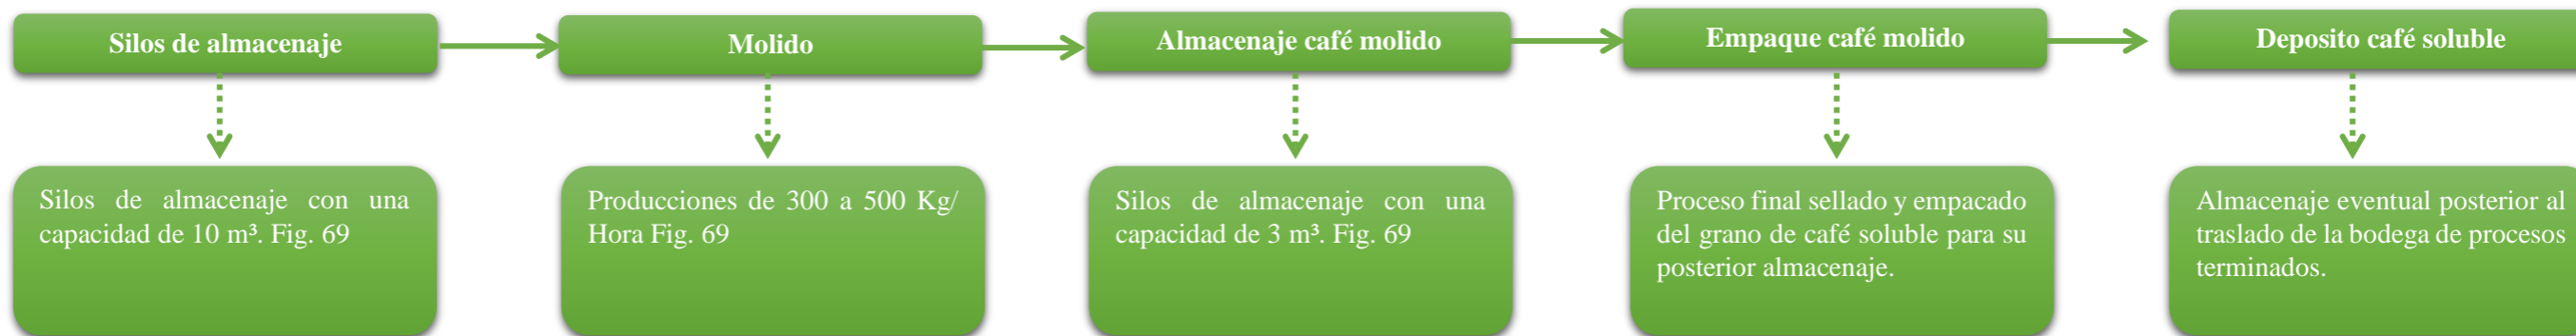 Silos de almacenaje
Molido
Almacenaje café molido
Empaque café molido
Deposito café soluble
Silos de almacenaje con una
capacidad de 10 m³. Fig. 69
Producciones de 300 a 500 Kg/
Hora Fig. 69
Silos de almacenaje con una
capacidad de 3 m³. Fig. 69
Proceso final sellado y empacado
del grano de café soluble para su
posterior almacenaje.
Almacenaje eventual posterior al
traslado de la bodega de procesos
terminados.